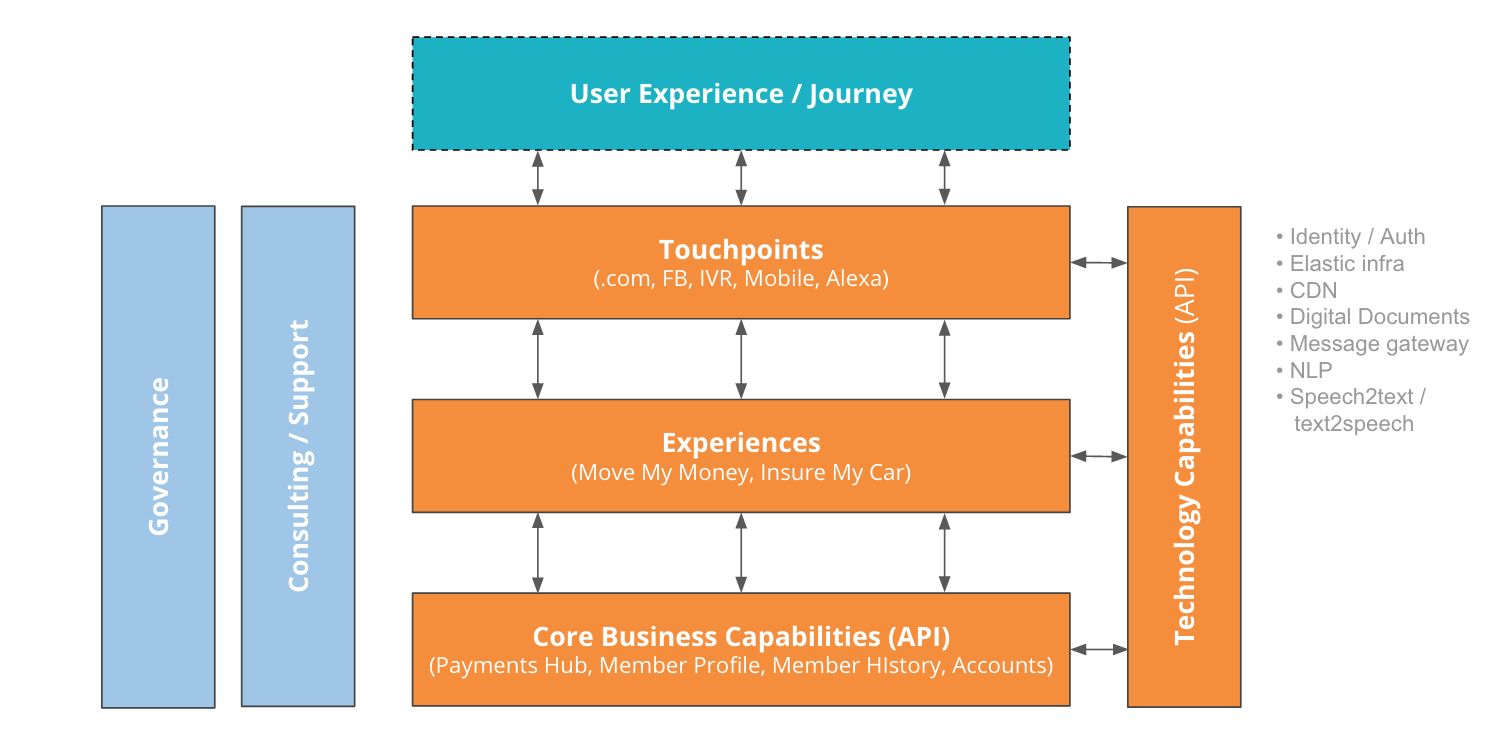 User Experience / Journey
Governance
Consulting / Support
Touchpoints
(.com, FB, IVR, Mobile, Alexa)
Experiences
(Move My Money, Insure My Car)
Core Business Capabilities (API)
(Payments Hub, Member Profile, Member HIstory, Accounts)
Technology Capabilities (API)
• Identity / Auth
• Elastic infra
• CDN
• Digital Documents
• Message gateway
• NLP
• Speech2text /
text2speech